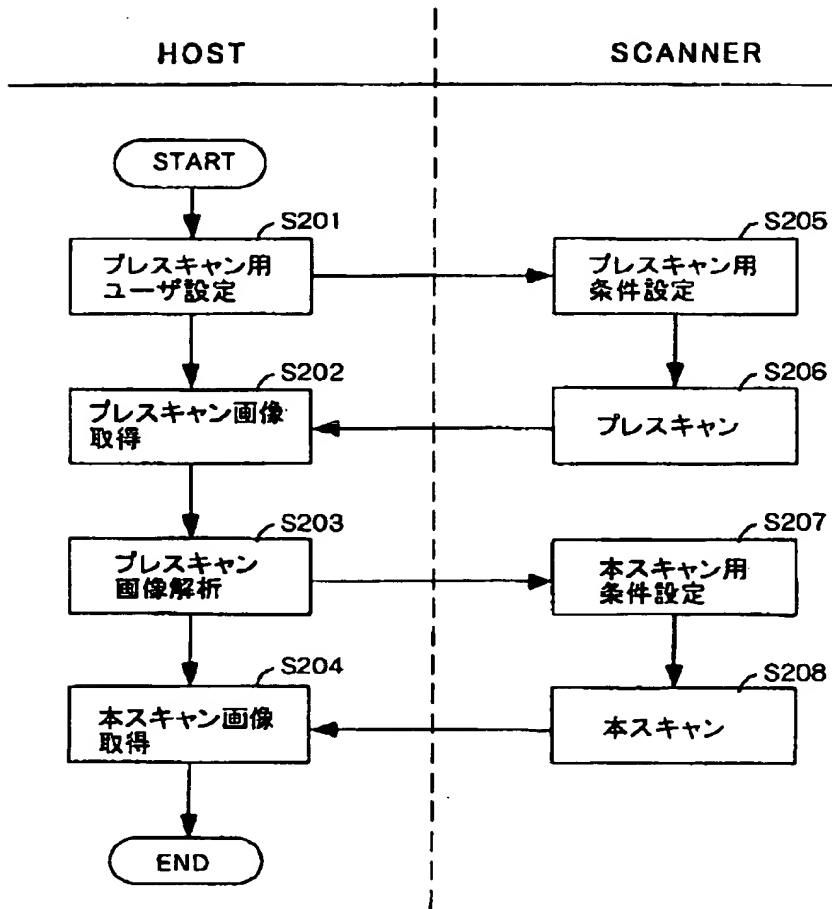 HOST
SCANNER
START
S201
プレスキャン用
ユーザ設定
S205
プレスキャン用
条件設定
S202
プレスキャン画像
取得
S206
プレスキャン
S203
プレスキャン
画像解析
S207
本スキャン用
条件設定
S204
本スキャン画像
取得
S208
本スキャン
END